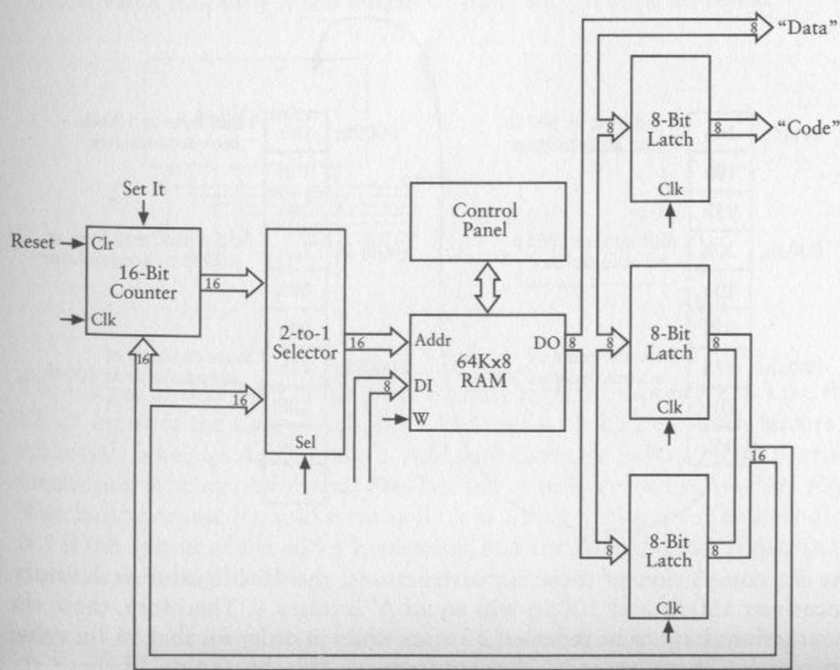 8 "Data"
8 8-Bit Latch 8 "Code"
Clk
Set It
Reset Clr
16-Bit Counter 16
Clk
16
Control Panel
2-to-1 Selector 16
16
Sel
Addr
DI
W
64Kx8 RAM
DO 8
8
8 8-Bit Latch 8
Clk
16
8 8-Bit Latch 8
Clk